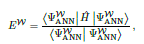 E^𝒲 = ⟨Ψ^𝒲_ANN | Ĥ | Ψ^𝒲_ANN⟩ / ⟨Ψ^𝒲_ANN | Ψ^𝒲_ANN⟩ ,